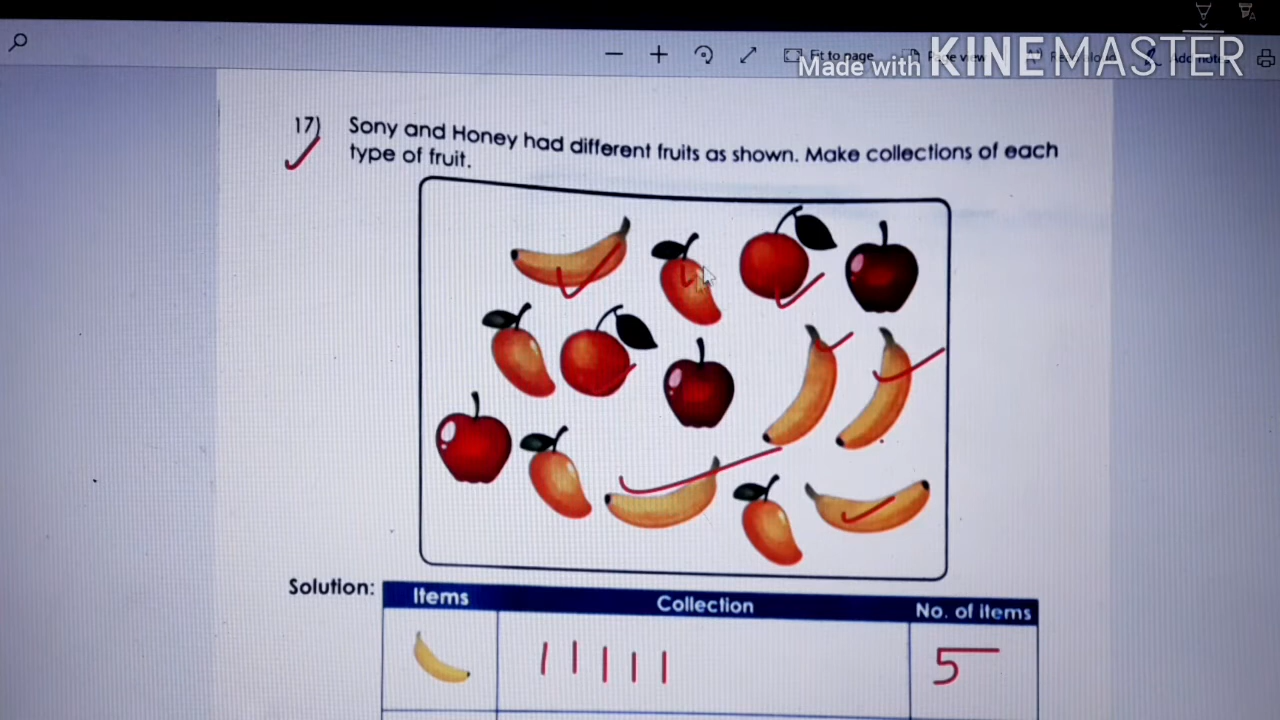 Fit to page
Made with KINEMASTER
17) Sony and Honey had different fruits as shown. Make collections of each
type of fruit.
Solution:
Items Collection No. of items
| | | | | 5